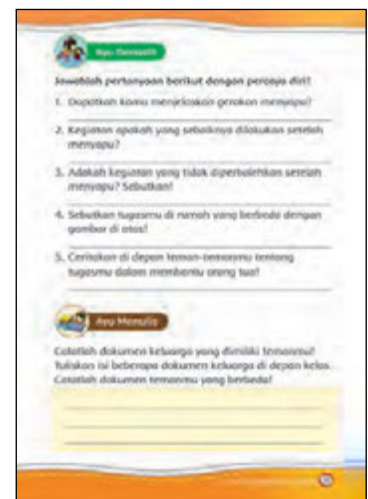 Jawablah pertanyaan berikut dengan percaya diri!
1. Dapatkah kamu menjelaskan gerakan menyapu?
2. Kegiatan apakah yang sebaiknya dilakukan setelah
menyapu?
3. Adakah kegiatan yang tidak diperbolehkan setelah
menyapu? Sebutkan!
4. Sebutkan tugasmu di rumah yang berbeda dengan
gambar di atas!
5. Ceritakan di depan teman-temanmu tentang
tugasmu dalam membantu orang tua!
Ayo Menulis
Catatlah dokumen keluarga yang dimiliki temanmu!
Tuliskan isi beberapa dokumen keluarga di depan kelas.
Catatlah dokumen temanmu yang berbeda!